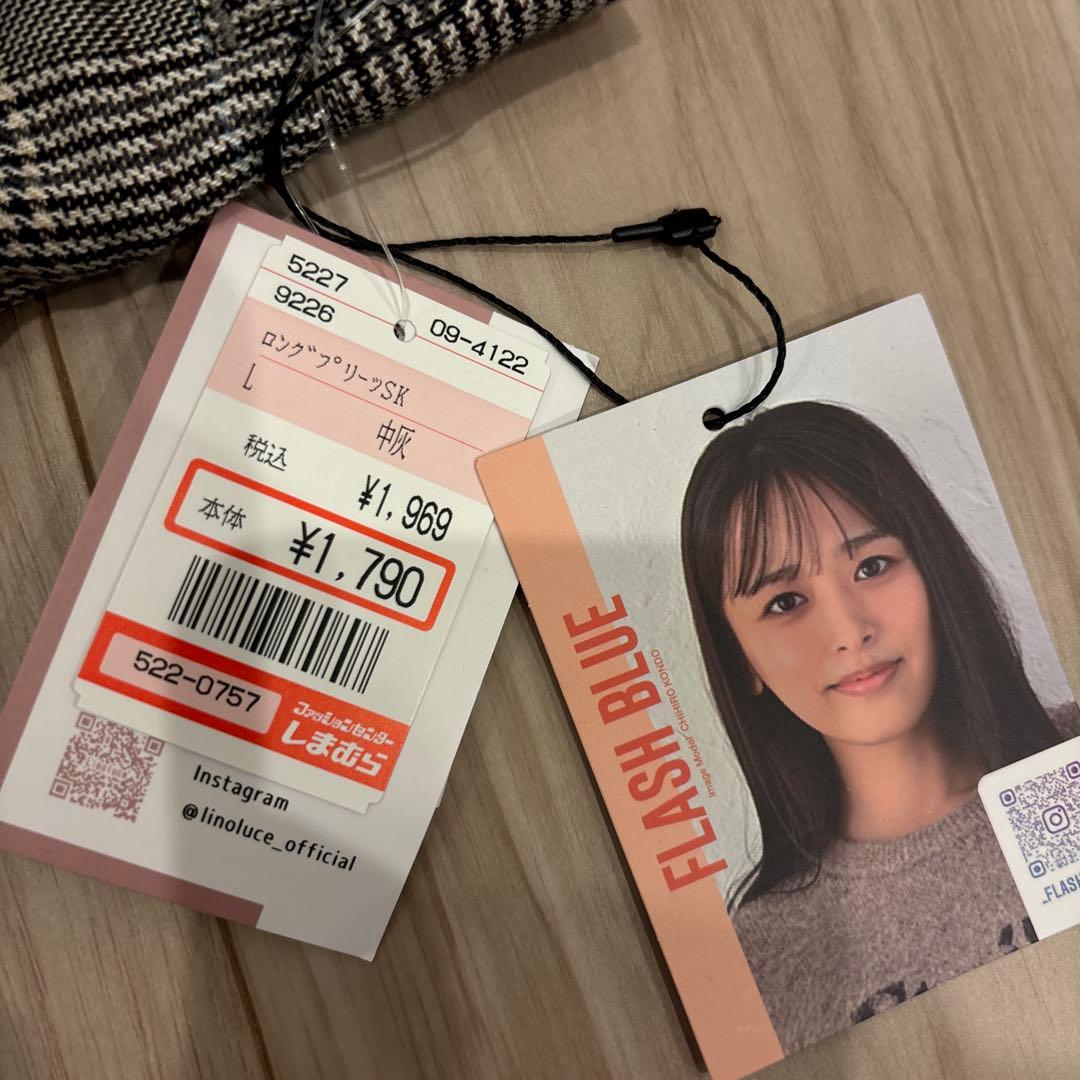 5227
9226
09-4122
ロングプリーツSK
L
中灰
税込
¥1,969
本体
¥1,790
522-0757
ファッションセンター
しまむら
Instagram
@linoluce_official
FLASH BLUE
Image Model CHIHIRO KONDO
_FLASH